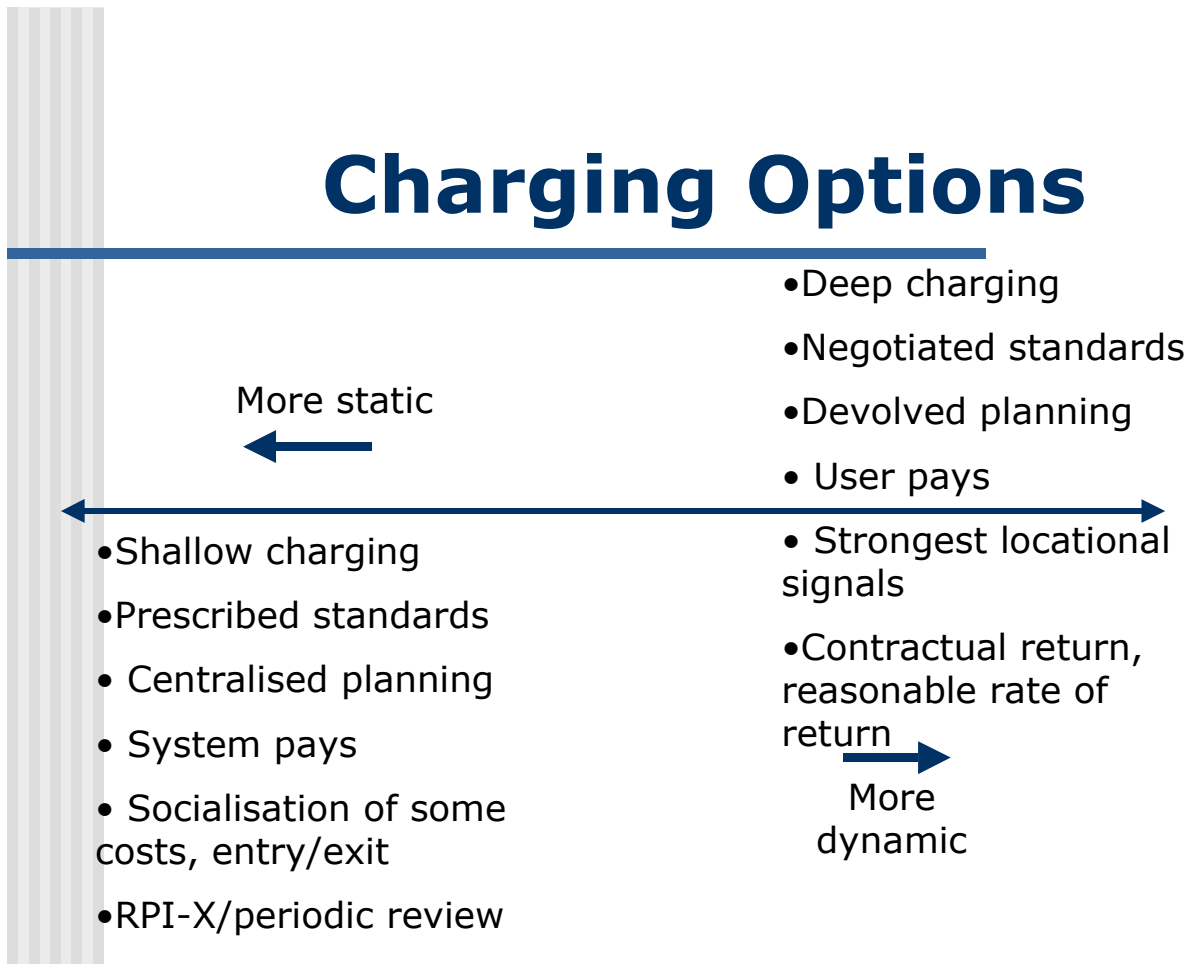 Charging Options
More static
•Shallow charging
•Prescribed standards
• Centralised planning
• System pays
• Socialisation of some
costs, entry/exit
•RPI-X/periodic review
•Deep charging
•Negotiated standards
•Devolved planning
• User pays
• Strongest locational
signals
•Contractual return,
reasonable rate of
return
More
dynamic